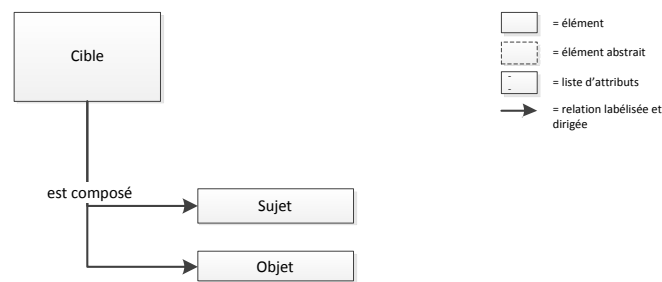 Cible
est composé
Sujet
Objet
= élément
= élément abstrait
= liste d'attributs
= relation labélisée et
dirigée